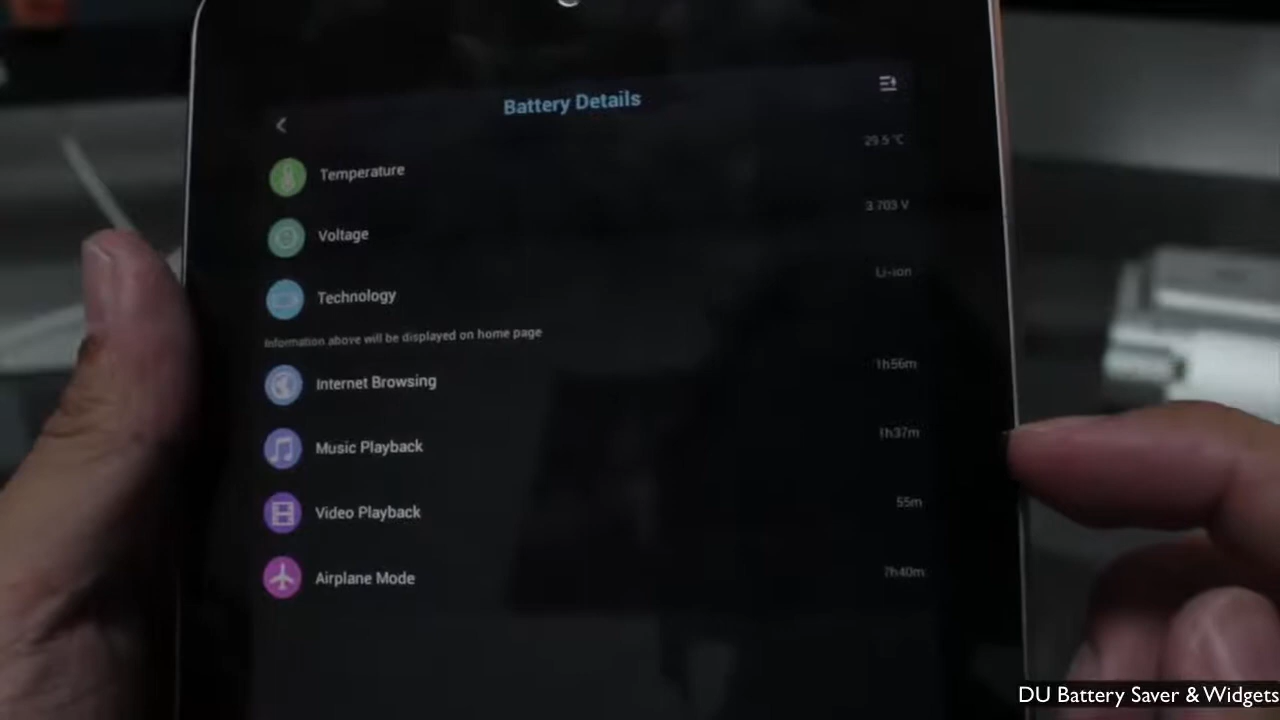 Battery Details
Temperature 29.5 °C
Voltage 3.703 V
Technology Li-ion
Information above will be displayed on home page
Internet Browsing 1h56m
Music Playback 1h37m
Video Playback 55m
Airplane Mode 7h40m
DU Battery Saver & Widgets